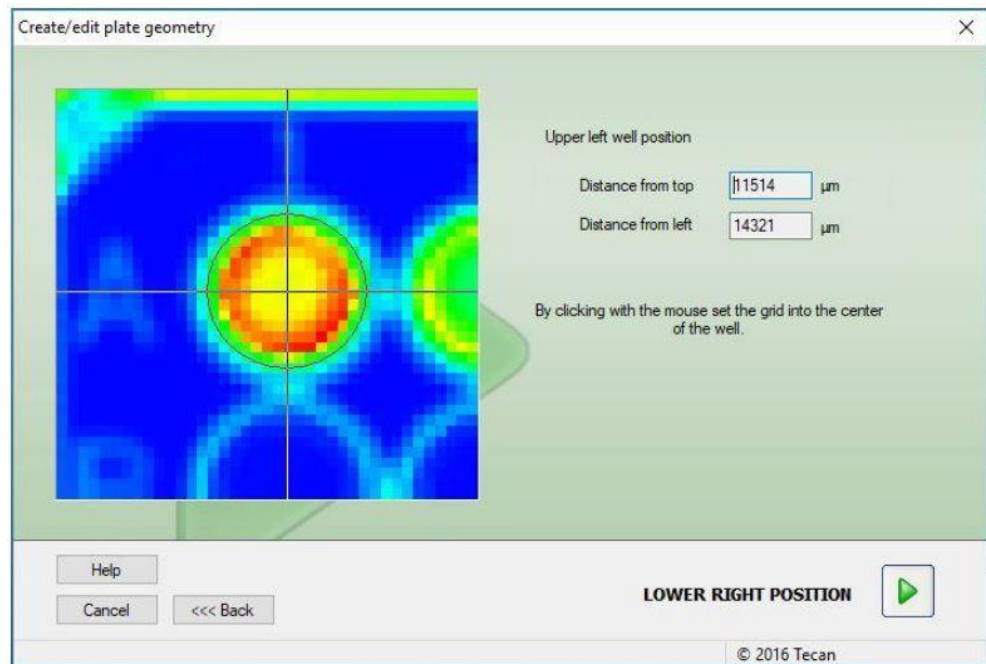 Create/edit plate geometry
Upper left well position
Distance from top 11514 µm
Distance from left 14321 µm
By clicking with the mouse set the grid into the center
of the well.
A
B
Help
Cancel <<< Back
LOWER RIGHT POSITION
© 2016 Tecan